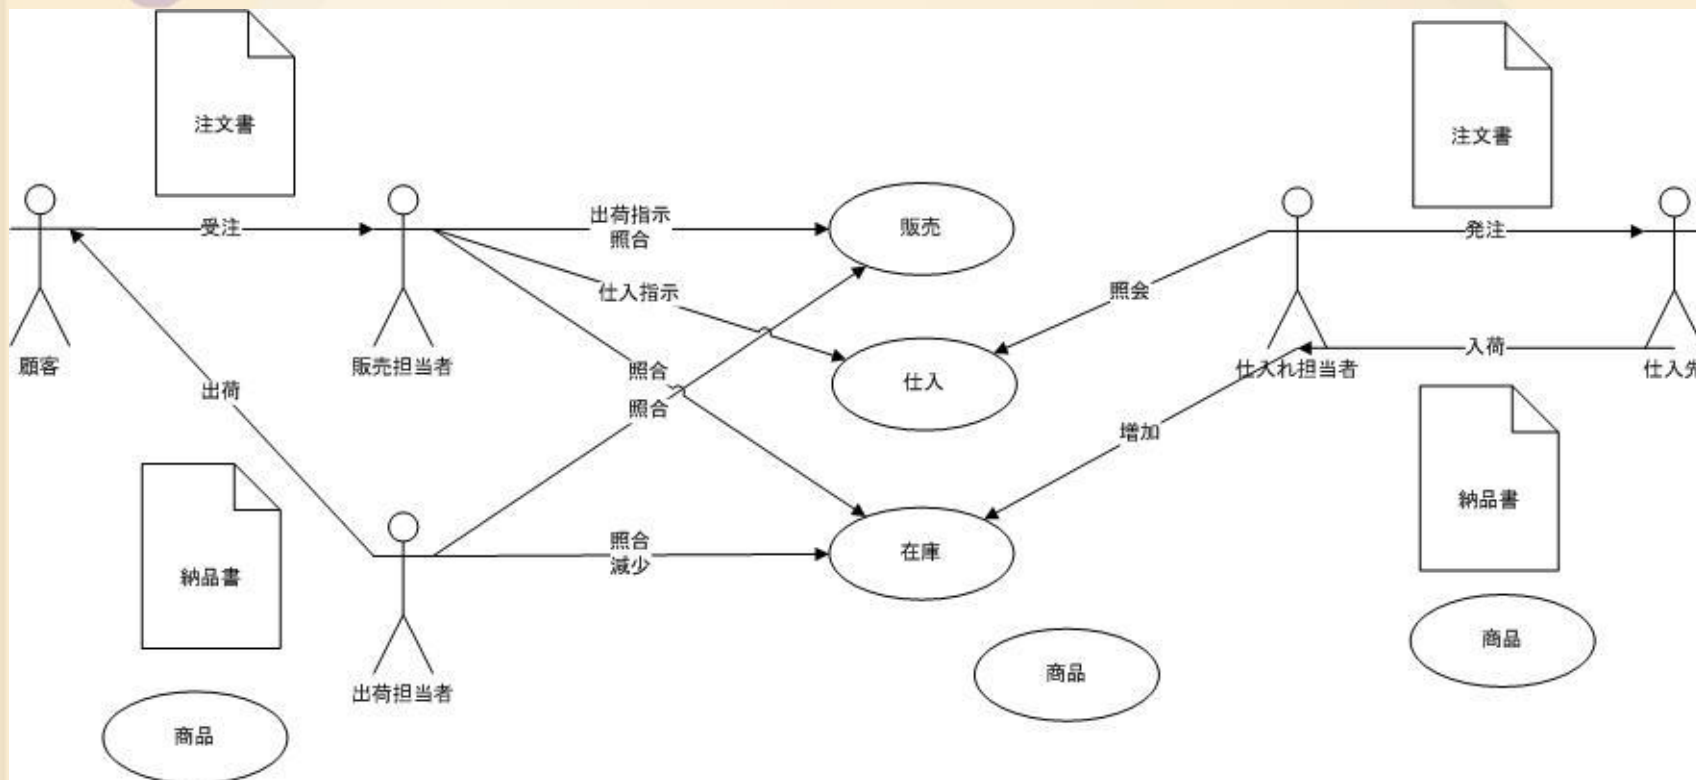 注文書
注文書
受注
出荷指示
照合
販売
発注
仕入指示
照会
顧客
販売担当者
照合
仕入
仕入れ担当者
入荷
仕入先
出荷
照合
増加
納品書
照合
減少
在庫
納品書
出荷担当者
商品
商品
商品